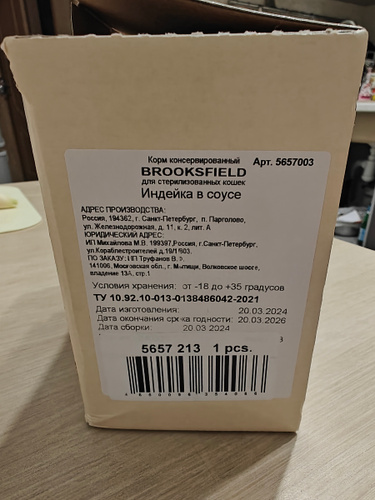 Корм консервированный Арт. 5657003
BROOKSFIELD
для стерилизованных кошек
Индейка в соусе
АДРЕС ПРОИЗВОДСТВА:
Россия, 194362, г. Санкт-Петербург, п. Парголово,
ул. Железнодорожная, д. 11, к. 2, лит. А
ЮРИДИЧЕСКИЙ АДРЕС:
ИП Михайлова М.В. 199397,Россия, г.Санкт-Петербург,
ул.Кораблестроителей д.19/1
ПО ЗАКАЗУ: ИП Труфанов В.
141006, Московская обл., г. Мытищи, Волковское шоссе,
владение 13А, стр.1
Условия хранения: от -18 до +35 градусов
ТУ 10.92.10-013-0138486042-2021
Дата изготовления: 20.03.2024
Дата окончания срока годности: 20.03.2026
Дата сборки: 20 03 2024
5657 213 1 pcs.